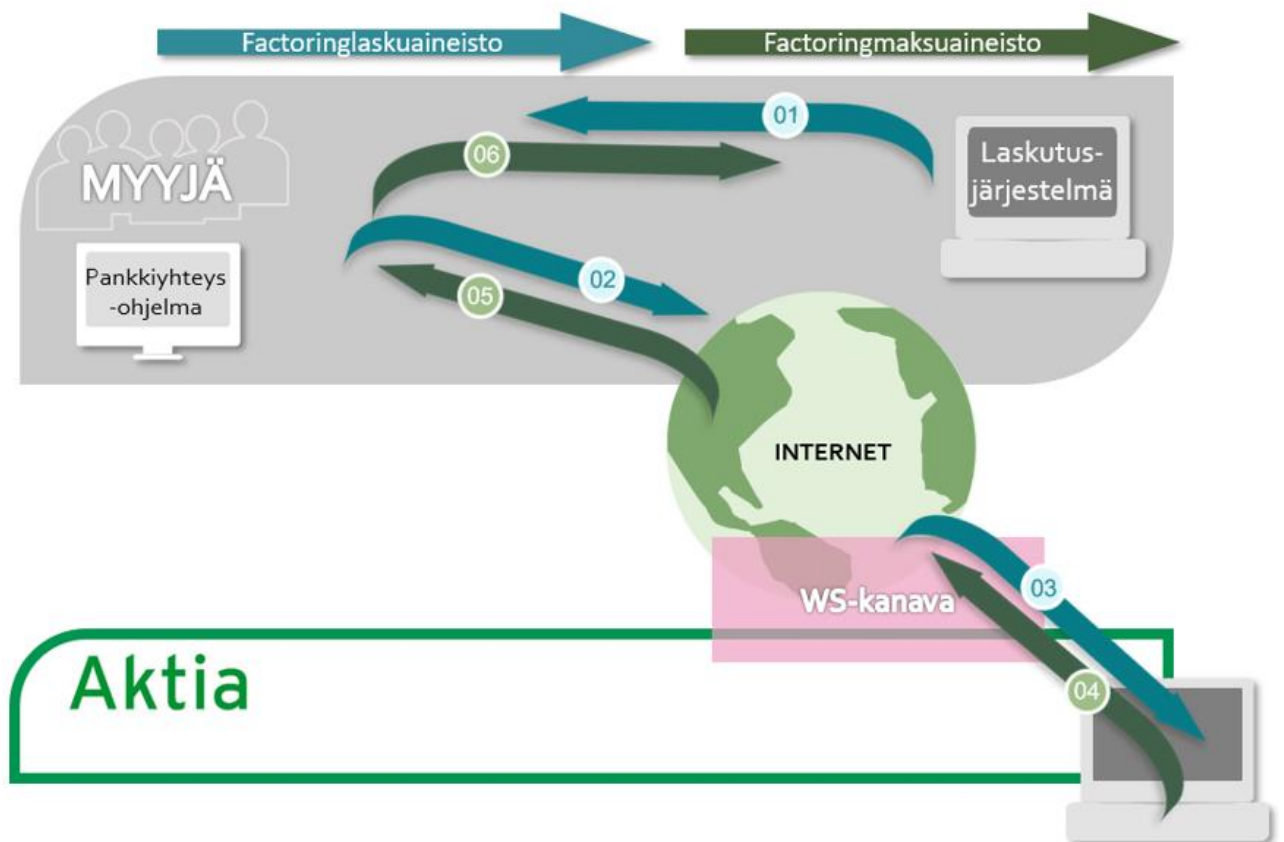 Factoringlaskuaineisto
Factoringmaksuaineisto
01
06
MYYJÄ
Laskutus-
järjestelmä
Pankkiyhteys
-ohjelma
02
05
INTERNET
03
WS-kanava
Aktia
04